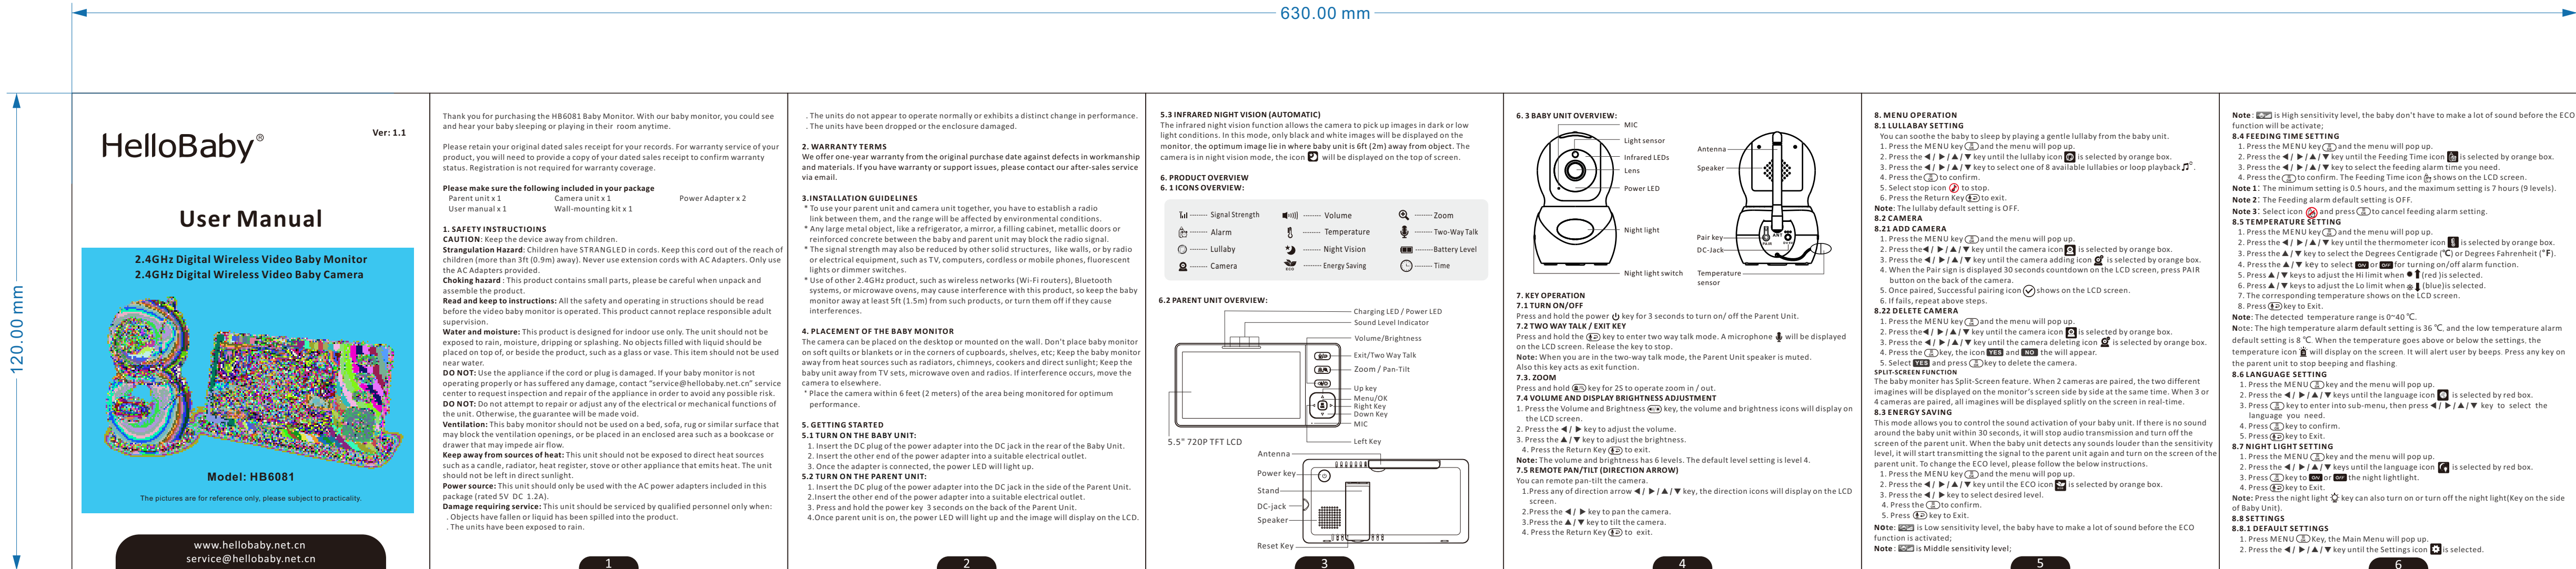 630.00 mm
120.00 mm
HelloBaby®
Ver: 1.1
User Manual
2.4GHz Digital Wireless Video Baby Monitor
2.4GHz Digital Wireless Video Baby Camera
Model: HB6081
The pictures are for reference only, please subject to practicality.
www.hellobaby.net.cn
service@hellobaby.net.cn
Thank you for purchasing the HB6081 Baby Monitor. With our baby monitor, you could see
and hear your baby sleeping or playing in their room anytime.
Please retain your original dated sales receipt for your records. For warranty service of your
product, you will need to provide a copy of your dated sales receipt to confirm warranty
status. Registration is not required for warranty coverage.
Please make sure the following included in your package
Parent unit x 1 Camera unit x 1 Power Adapter x 2
User manual x 1 Wall-mounting kit x 1
1. SAFETY INSTRUCTIOINS
CAUTION: Keep the device away from children.
Strangulation Hazard: Children have STRANGLED in cords. Keep this cord out of the reach of
children (more than 3ft (0.9m) away). Never use extension cords with AC Adapters. Only use
the AC Adapters provided.
Choking hazard : This product contains small parts, please be careful when unpack and
assemble the product.
Read and keep to instructions: All the safety and operating in structions should be read
before the video baby monitor is operated. This product cannot replace responsible adult
supervision.
Water and moisture: This product is designed for indoor use only. The unit should not be
exposed to rain, moisture, dripping or splashing. No objects filled with liquid should be
placed on top of, or beside the product, such as a glass or vase. This item should not be used
near water.
DO NOT: Use the appliance if the cord or plug is damaged. If your baby monitor is not
operating properly or has suffered any damage, contact “service@hellobaby.net.cn” service
center to request inspection and repair of the appliance in order to avoid any possible risk.
DO NOT: Do not attempt to repair or adjust any of the electrical or mechanical functions of
the unit. Otherwise, the guarantee will be made void.
Ventilation: This baby monitor should not be used on a bed, sofa, rug or similar surface that
may block the ventilation openings, or be placed in an enclosed area such as a bookcase or
drawer that may impede air flow.
Keep away from sources of heat: This unit should not be exposed to direct heat sources
such as a candle, radiator, heat register, stove or other appliance that emits heat. The unit
should not be left in direct sunlight.
Power source: This unit should only be used with the AC power adapters included in this
package (rated 5V DC 1.2A).
Damage requiring service: This unit should be serviced by qualified personnel only when:
. Objects have fallen or liquid has been spilled into the product.
. The units have been exposed to rain.
1
. The units do not appear to operate normally or exhibits a distinct change in performance.
. The units have been dropped or the enclosure damaged.
2. WARRANTY TERMS
We offer one-year warranty from the original purchase date against defects in workmanship
and materials. If you have warranty or support issues, please contact our after-sales service
via email.
3.INSTALLATION GUIDELINES
* To use your parent unit and camera unit together, you have to establish a radio
link between them, and the range will be affected by environmental conditions.
* Any large metal object, like a refrigerator, a mirror, a filling cabinet, metallic doors or
reinforced concrete between the baby and parent unit may block the radio signal.
* The signal strength may also be reduced by other solid structures, like walls, or by radio
or electrical equipment, such as TV, computers, cordless or mobile phones, fluorescent
lights or dimmer switches.
* Use of other 2.4GHz product, such as wireless networks (Wi-Fi routers), Bluetooth
systems, or microwave ovens, may cause interference with this product, so keep the baby
monitor away at least 5ft (1.5m) from such products, or turn them off if they cause
interferences.
4. PLACEMENT OF THE BABY MONITOR
The camera can be placed on the desktop or mounted on the wall. Don't place baby monitor
on soft quilts or blankets or in the corners of cupboards, shelves, etc; Keep the baby monitor
away from heat sources such as radiators, chimneys, cookers and direct sunlight; Keep the
baby unit away from TV sets, microwave oven and radios. If interference occurs, move the
camera to elsewhere.
* Place the camera within 6 feet (2 meters) of the area being monitored for optimum
performance.
5. GETTING STARTED
5.1 TURN ON THE BABY UNIT:
1. Insert the DC plug of the power adapter into the DC jack in the rear of the Baby Unit.
2. Insert the other end of the power adapter into a suitable electrical outlet.
3. Once the adapter is connected, the power LED will light up.
5.2 TURN ON THE PARENT UNIT:
1. Insert the DC plug of the power adapter into the DC jack in the side of the Parent Unit.
2.Insert the other end of the power adapter into a suitable electrical outlet.
3. Press and hold the power key 3 seconds on the back of the Parent Unit.
4.Once parent unit is on, the power LED will light up and the image will display on the LCD.
2
5.3 INFRARED NIGHT VISION (AUTOMATIC)
The infrared night vision function allows the camera to pick up images in dark or low
light conditions. In this mode, only black and white images will be displayed on the
monitor, the optimum image lie in where baby unit is 6ft (2m) away from object. The
camera is in night vision mode, the icon will be displayed on the top of screen.
6. PRODUCT OVERVIEW
6. 1 ICONS OVERVIEW:
Signal Strength Volume Zoom
Alarm Temperature Two-Way Talk
Lullaby Night Vision Battery Level
Camera ECO Energy Saving Time
6.2 PARENT UNIT OVERVIEW:
Charging LED / Power LED
Sound Level Indicator
Volume/Brightness
Exit/Two Way Talk
Zoom / Pan-Tilt
Up key
Menu/OK
Right Key
Down Key
MIC
Left Key
5.5" 720P TFT LCD
Antenna
Power key
Stand
DC-jack
Speaker
Reset Key
3
6. 3 BABY UNIT OVERVIEW:
MIC
Light sensor
Infrared LEDs
Lens
Power LED
Night light
Night light switch
Antenna
Speaker
Pair key
DC-Jack
Temperature
sensor
7. KEY OPERATION
7.1 TURN ON/OFF
Press and hold the power key for 3 seconds to turn on/ off the Parent Unit.
7.2 TWO WAY TALK / EXIT KEY
Press and hold the key to enter two way talk mode. A microphone will be displayed
on the LCD screen. Release the key to stop.
Note: When you are in the two-way talk mode, the Parent Unit speaker is muted.
Also this key acts as exit function.
7.3. ZOOM
Press and hold key for 2S to operate zoom in / out.
7.4 VOLUME AND DISPLAY BRIGHTNESS ADJUSTMENT
1. Press the Volume and Brightness key, the volume and brightness icons will display on
the LCD screen.
2. Press the ◀ / ▶ key to adjust the volume.
3. Press the ▲ / ▼ key to adjust the brightness.
4. Press the Return Key to exit.
Note: The volume and brightness has 6 levels. The default level setting is level 4.
7.5 REMOTE PAN/TILT (DIRECTION ARROW)
You can remote pan-tilt the camera.
1.Press any of direction arrow ◀ / ▶ / ▲ / ▼ key, the direction icons will display on the LCD
screen.
2.Press the ◀ / ▶ key to pan the camera.
3.Press the ▲ / ▼ key to tilt the camera.
4. Press the Return Key to exit.
4
8. MENU OPERATION
8.1 LULLABAY SETTING
You can soothe the baby to sleep by playing a gentle lullaby from the baby unit.
1. Press the MENU key and the menu will pop up.
2. Press the ◀ / ▶ / ▲ / ▼ key until the lullaby icon is selected by orange box.
3. Press the ◀ / ▶ / ▲ / ▼ key to select one of 8 available lullabies or loop playback
4. Press the to confirm.
5. Select stop icon to stop.
6. Press the Return Key to exit.
Note: The lullaby default setting is OFF.
8.2 CAMERA
8.21 ADD CAMERA
1. Press the MENU key and the menu will pop up.
2. Press the ◀ / ▶ / ▲ / ▼ key until the camera icon is selected by orange box.
3. Press the ◀ / ▶ / ▲ / ▼ key until the camera adding icon is selected by orange box.
4. When the Pair sign is displayed 30 seconds countdown on the LCD screen, press PAIR
button on the back of the camera.
5. Once paired, Successful pairing icon shows on the LCD screen.
6. If fails, repeat above steps.
8.22 DELETE CAMERA
1. Press the MENU key and the menu will pop up.
2. Press the ◀ / ▶ / ▲ / ▼ key until the camera icon is selected by orange box.
3. Press the ◀ / ▶ / ▲ / ▼ key until the camera deleting icon is selected by orange box.
4. Press the key, the icon YES and NO the will appear.
5. Select YES and press key to delete the camera.
SPLIT-SCREEN FUNCTION
The baby moniter has Split-Screen feature. When 2 cameras are paired, the two different
imagines will be displayed on the monitor's screen side by side at the same time. When 3 or
4 cameras are paired, all imagines will be displayed splitly on the screen in real-time.
8.3 ENERGY SAVING
This mode allows you to control the sound activation of your baby unit. If there is no sound
around the baby unit within 30 seconds, it will stop audio transmission and turn off the
screen of the parent unit. When the baby unit detects any sounds louder than the sensitivity
level, it will start transmitting the signal to the parent unit again and turn on the screen of the
parent unit. To change the ECO level, please follow the below instructions.
1. Press the MENU key and the menu will pop up.
2. Press the ◀ / ▶ / ▲ / ▼ key until the ECO icon is selected by orange box.
3. Press the ◀ / ▶ key to select desired level.
4. Press the to confirm.
5. Press key to Exit.
Note: is Low sensitivity level, the baby have to make a lot of sound before the ECO
function is activated;
Note : is Middle sensitivity level;
5
Note : is High sensitivity level, the baby don't have to make a lot of sound before the ECO
function will be activate;
8.4 FEEDING TIME SETTING
1. Press the MENU key and the menu will pop up.
2. Press the ◀ / ▶ / ▲ / ▼ key until the Feeding Time icon is selected by orange box.
3. Press the ◀ / ▶ / ▲ / ▼ key to select the feeding alarm time you need.
4. Press the to confirm. The Feeding Time icon shows on the LCD screen.
Note 1: The minimum setting is 0.5 hours, and the maximum setting is 7 hours (9 levels).
Note 2: The Feeding alarm default setting is OFF.
Note 3: Select icon and press to cancel feeding alarm setting.
8.5 TEMPERATURE SETTING
1. Press the MENU key and the menu will pop up.
2. Press the ◀ / ▶ / ▲ / ▼ key until the thermometer icon is selected by orange box.
3. Press the ▲ / ▼ key to select the Degrees Centigrade (℃) or Degrees Fahrenheit (°F).
4. Press the ▲ / ▼ key to select ON or OFF for turning on/off alarm function.
5. Press ▲ / ▼ keys to adjust the Hi limit when (red )is selected.
6. Press ▲ / ▼ keys to adjust the Lo limit when (blue)is selected.
7. The corresponding temperature shows on the LCD screen.
8. Press key to Exit.
Note: The detected temperature range is 0~40 ℃.
Note: The high temperature alarm default setting is 36 ℃, and the low temperature alarm
default setting is 8 ℃. When the temperature goes above or below the settings, the
temperature icon will display on the screen. It will alert user by beeps. Press any key on
the parent unit to stop beeping and flashing
8.6 LANGUAGE SETTING
1. Press the MENU key and the menu will pop up.
2. Press the ◀ / ▶ / ▲ / ▼ keys until the language icon is selected by orange box.
3. Press key to enter into sub-menu, then press ◀ / ▶ / ▲ / ▼ key to select the
language you need.
4. Press key to confirm.
5. Press key to Exit.
8.7 NIGHT LIGHT SETTING
1. Press the MENU key and the menu will pop up.
2. Press the ◀ / ▶ / ▲ / ▼ keys until the language icon is selected by red box.
3. Press key to ON or OFF the night lightlight.
4. Press key to Exit.
Note: Press the night light key can also turn on or turn off the night light(Key on the side
of Baby Unit).
8.8 SETTINGS
8.8.1 DEFAULT SETTINGS
1. Press MENU Key, the Main Menu will pop up.
2. Press the ◀ / ▶ / ▲ / ▼ key until the Settings icon is selected.
6